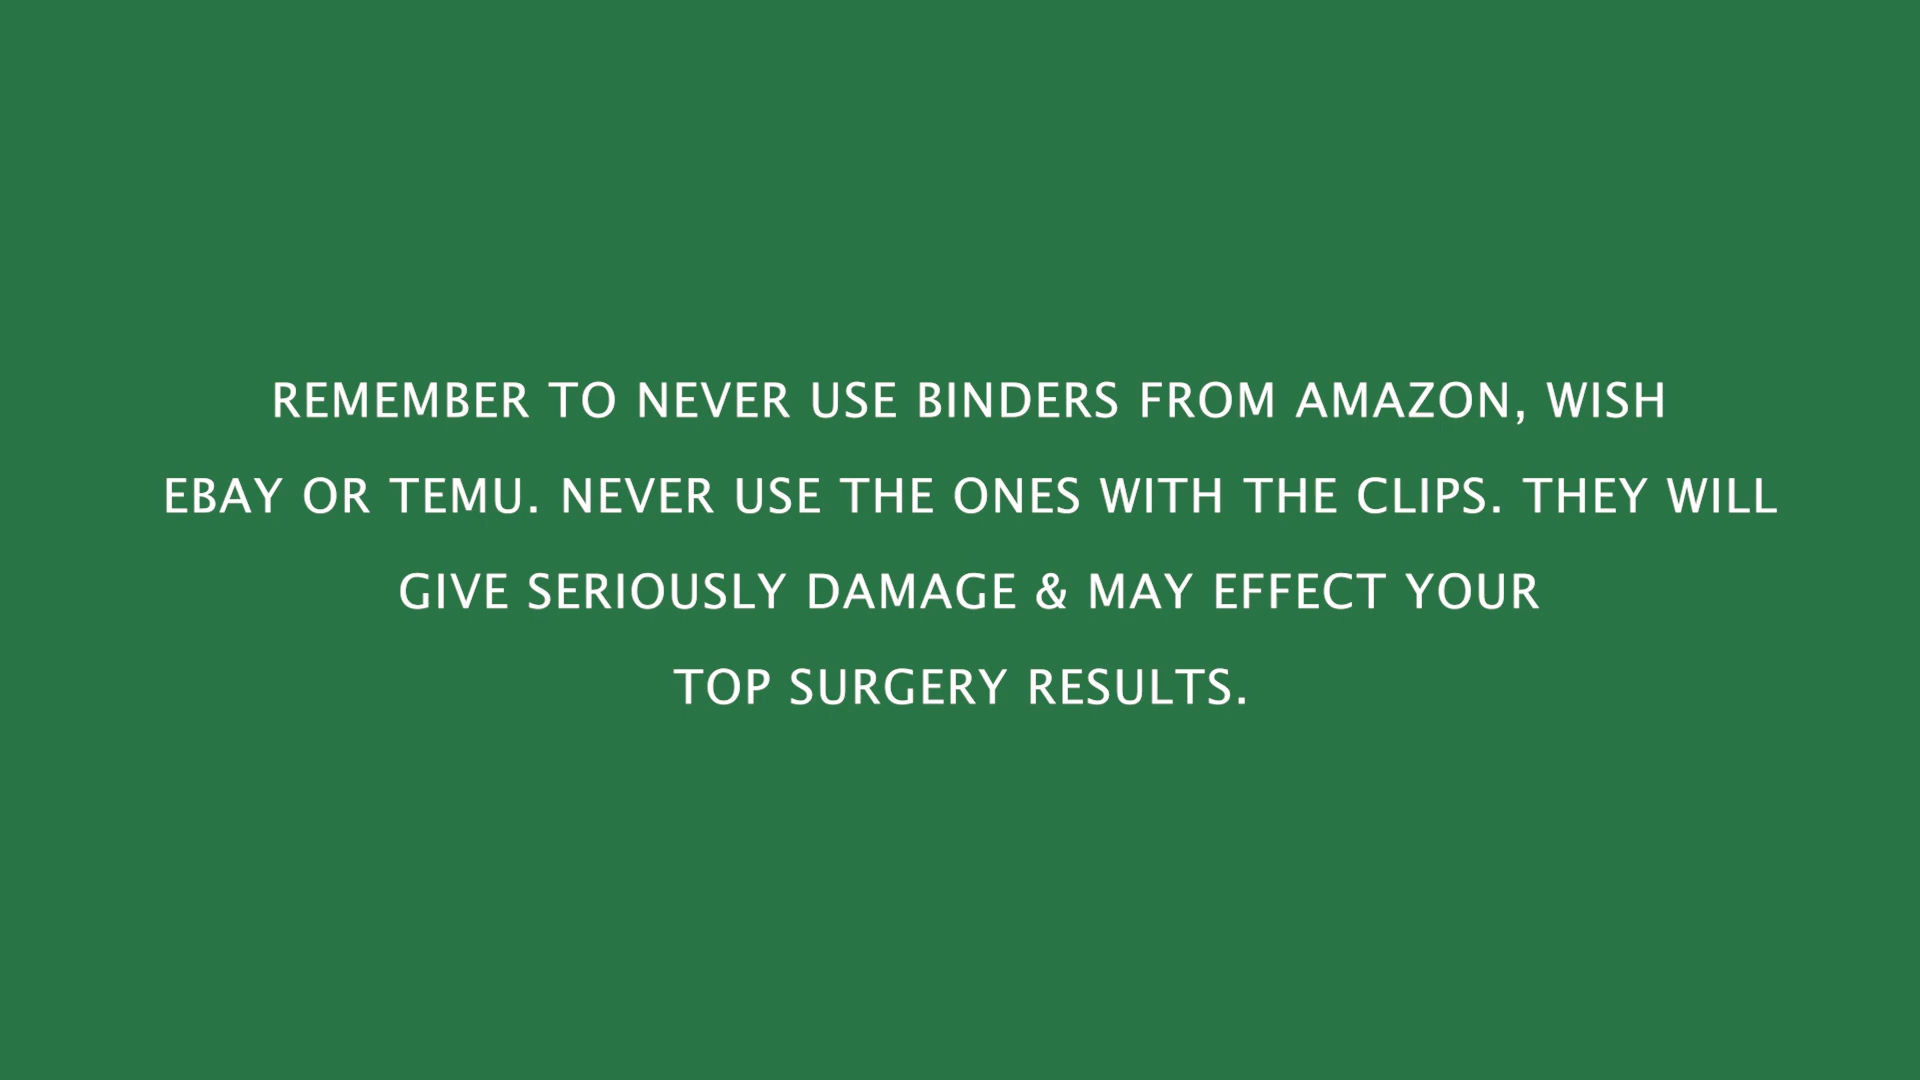 REMEMBER TO NEVER USE BINDERS FROM AMAZON, WISH
EBAY OR TEMU. NEVER USE THE ONES WITH THE CLIPS. THEY WILL
GIVE SERIOUSLY DAMAGE & MAY EFFECT YOUR
TOP SURGERY RESULTS.